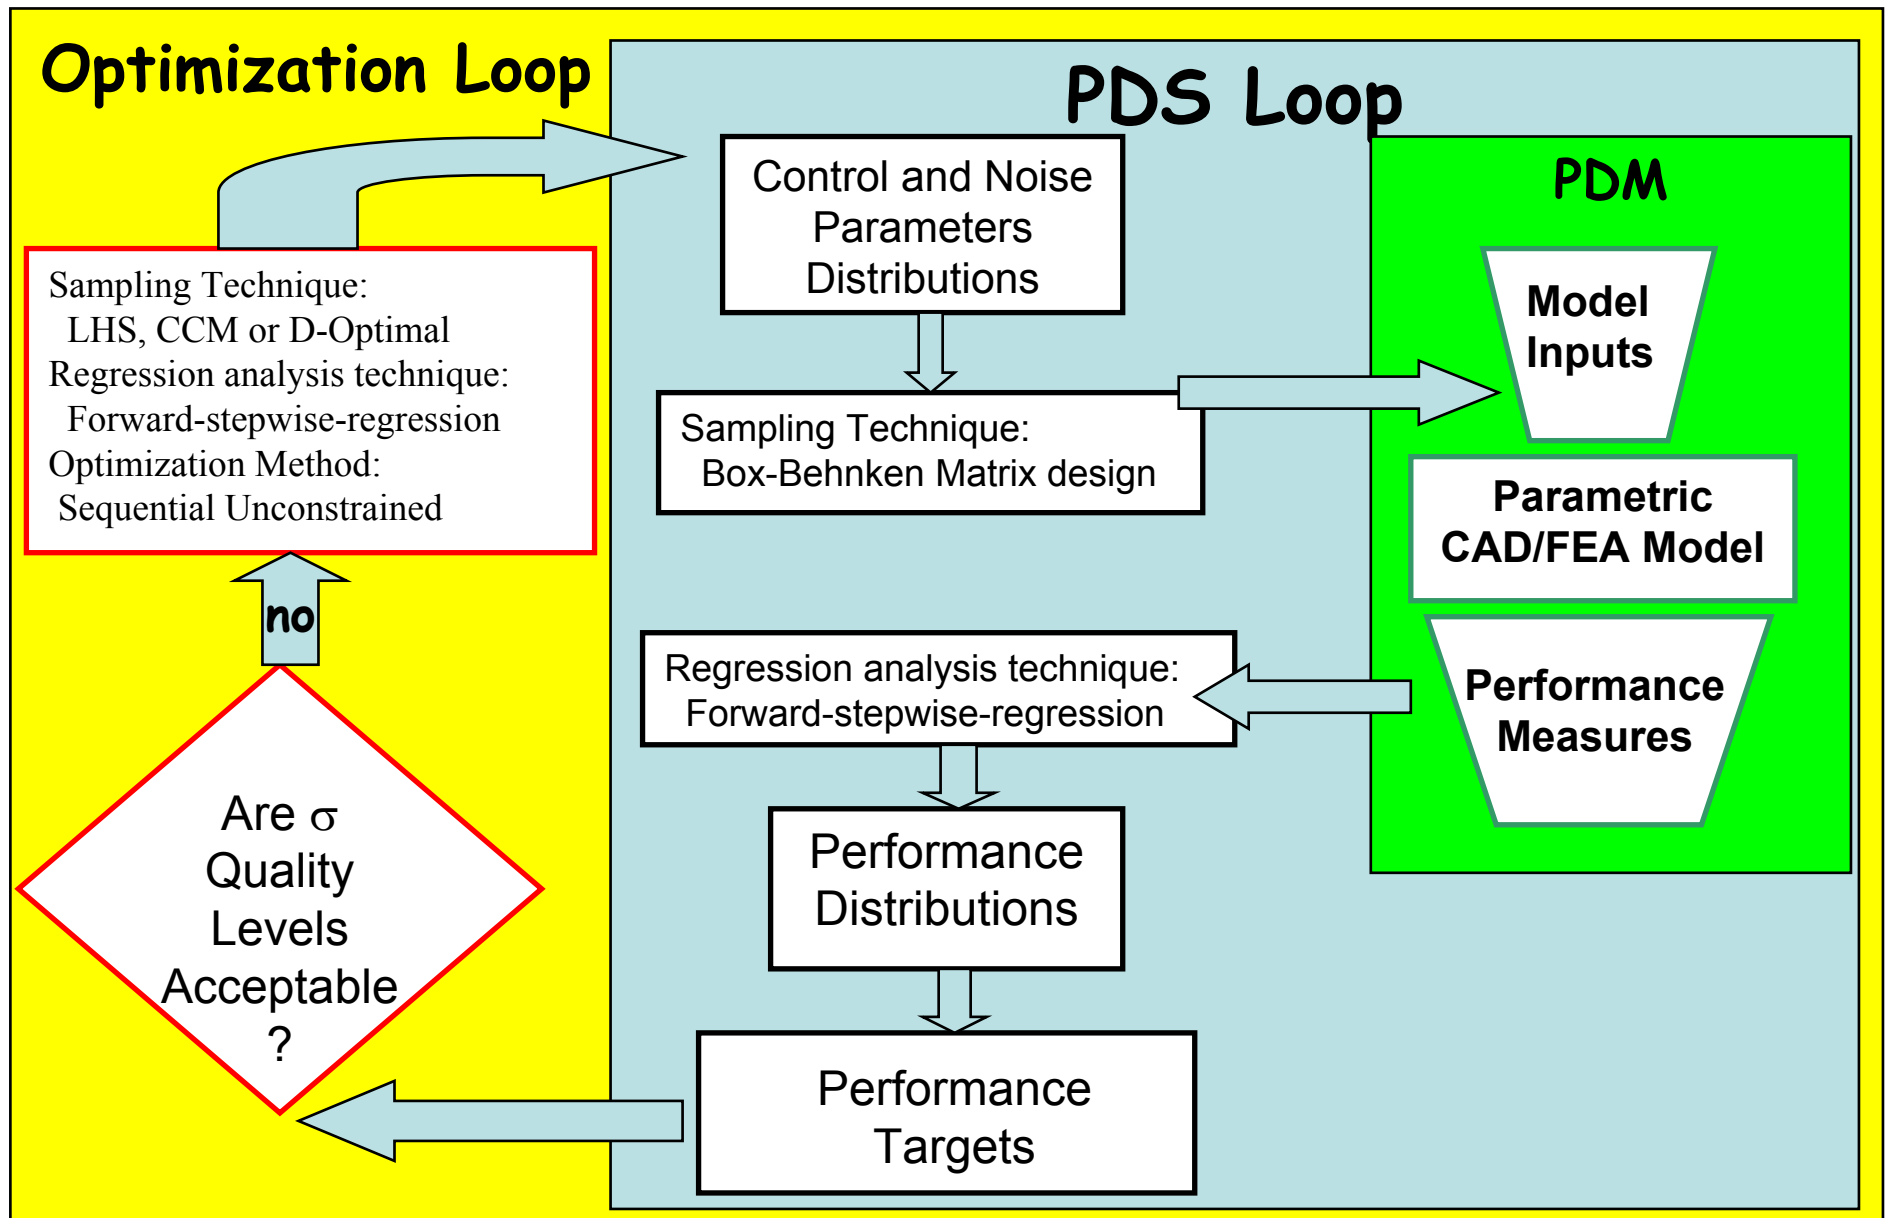 Optimization Loop
PDS Loop
Sampling Technique:
LHS, CCM or D-Optimal
Regression analysis technique:
Forward-stepwise-regression
Optimization Method:
Sequential Unconstrained
no
Are σ
Quality
Levels
Acceptable
?
Control and Noise
Parameters
Distributions
Sampling Technique:
Box-Behnken Matrix design
Regression analysis technique:
Forward-stepwise-regression
Performance
Distributions
Performance
Targets
PDM
Model
Inputs
Parametric
CAD/FEA Model
Performance
Measures